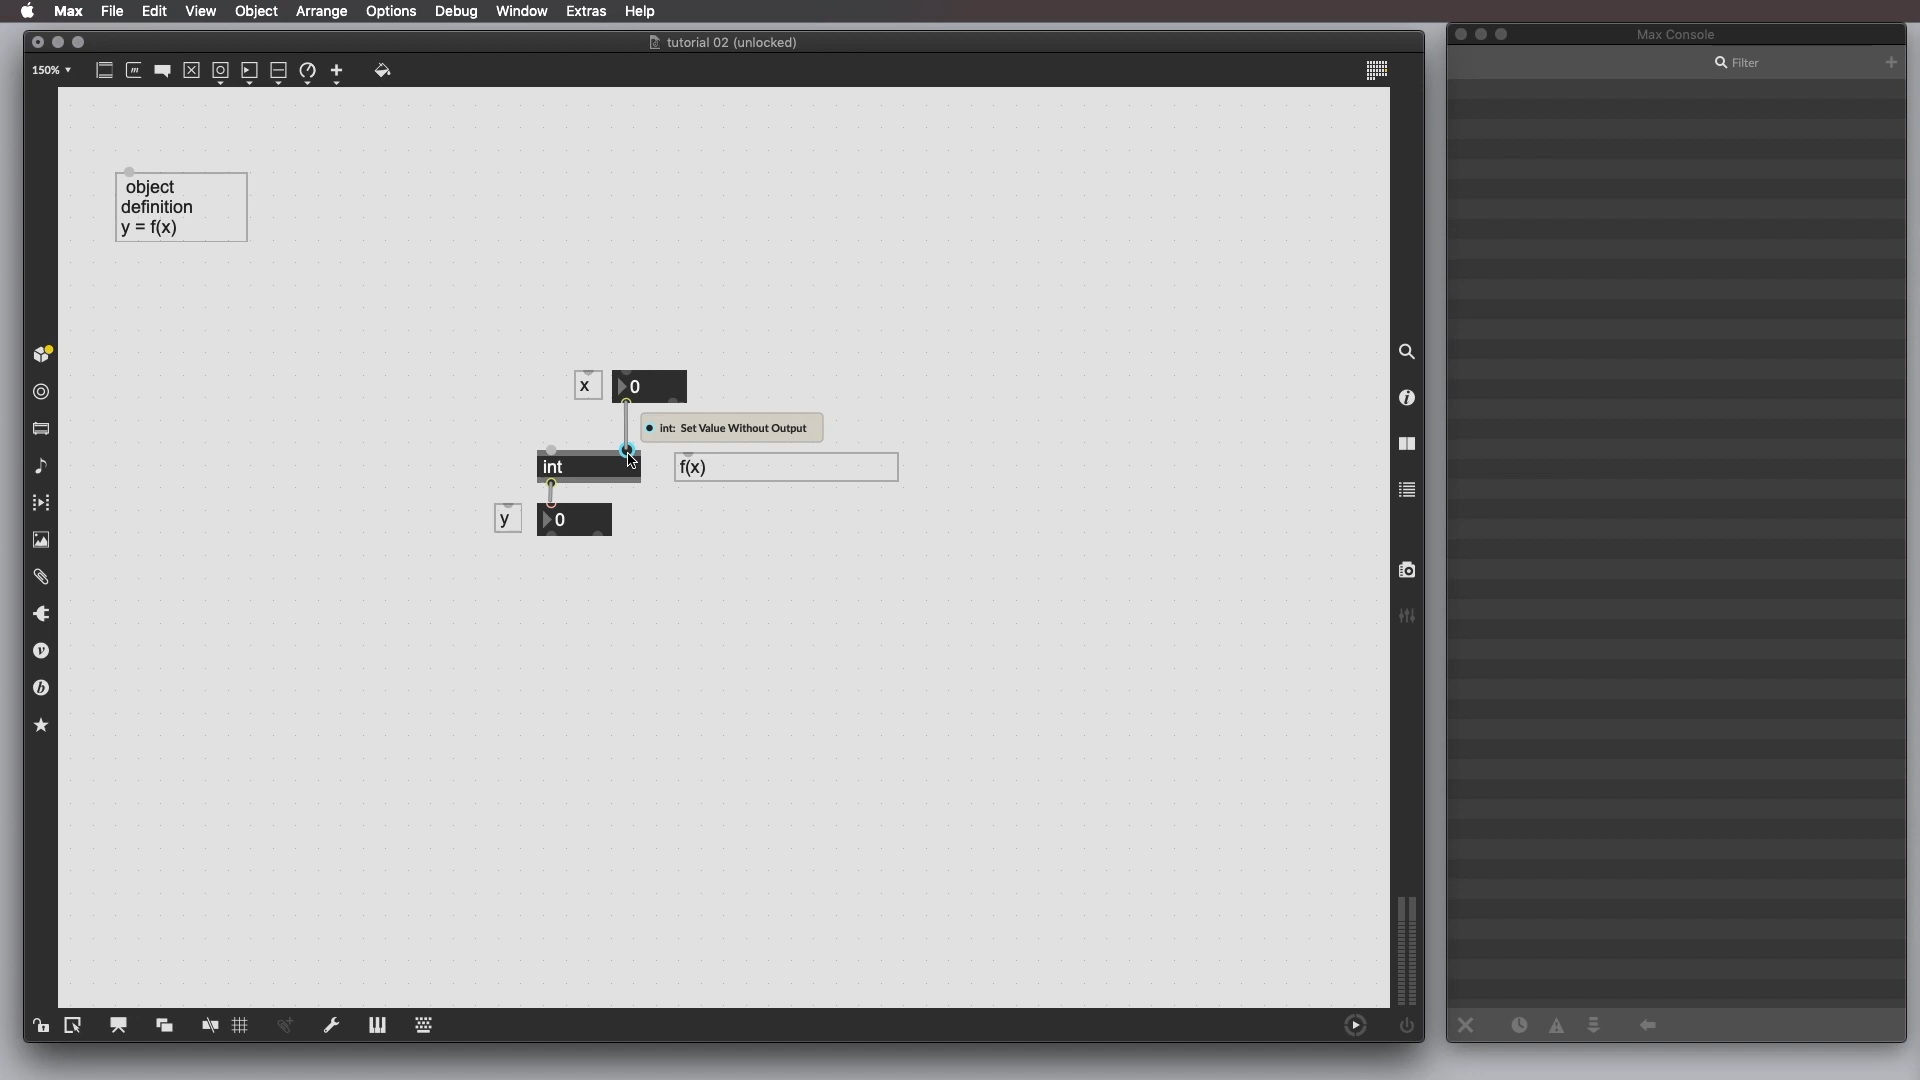 Max File Edit View Object Arrange Options Debug Window Extras Help
tutorial 02 (unlocked)
Max Console
150%
Filter
object
definition
y = f(x)
x
0
int: Set Value Without Output
int
f(x)
y
0